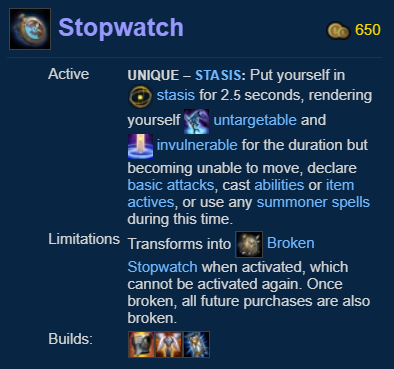 Stopwatch
650
Active
UNIQUE – STASIS: Put yourself in
stasis for 2.5 seconds, rendering
yourself untargetable and
invulnerable for the duration but
becoming unable to move, declare
basic attacks, cast abilities or item
actives, or use any summoner spells
during this time.
Limitations
Transforms into Broken
Stopwatch when activated, which
cannot be activated again. Once
broken, all future purchases are also
broken.
Builds: